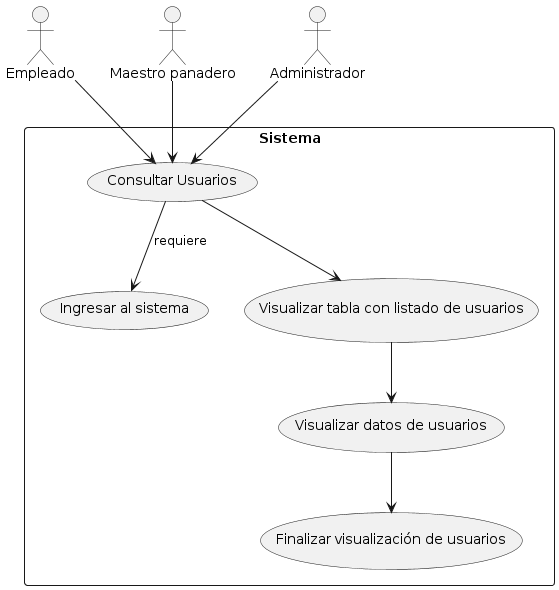 Empleado
Maestro panadero
Administrador
Sistema
Consultar Usuarios
requiere
Ingresar al sistema
Visualizar tabla con listado de usuarios
Visualizar datos de usuarios
Finalizar visualización de usuarios